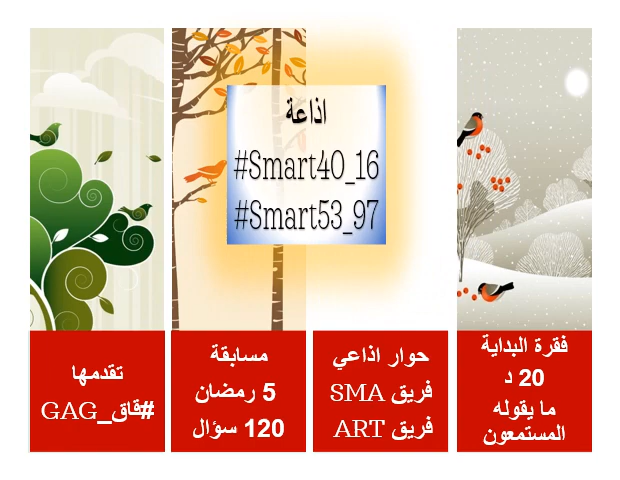 اذاعة
#Smart40_16
#Smart53_97
فقرة البداية
20 د
ما يقوله
المستمعون
حوار اذاعي
فريق SMA
فريق ART
مسابقة
5 رمضان
120 سؤال
تقدمها
#قاق_GAG